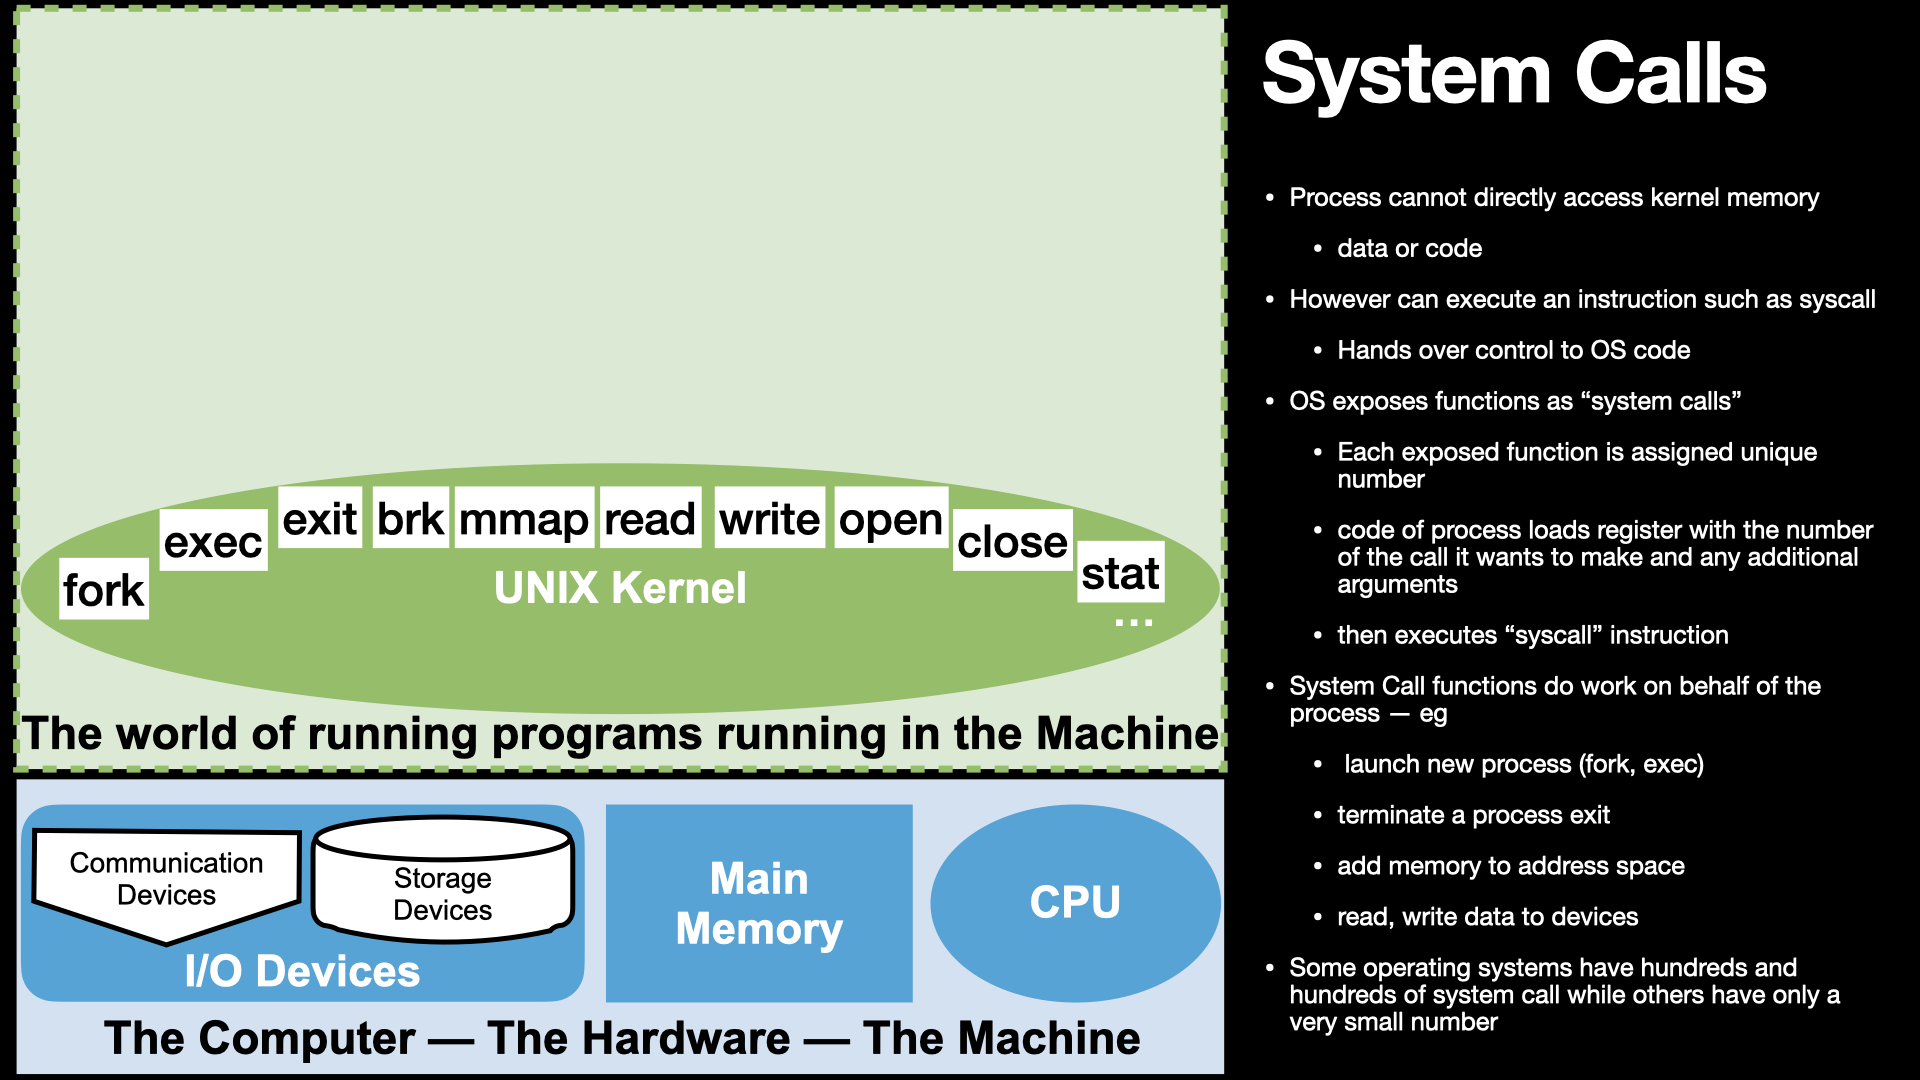 System Calls
• Process cannot directly access kernel memory
• data or code
• However can execute an instruction such as syscall
• Hands over control to OS code
• OS exposes functions as “system calls”
• Each exposed function is assigned unique
number
• code of process loads register with the number
of the call it wants to make and any additional
arguments
• then executes “syscall” instruction
• System Call functions do work on behalf of the
process — eg
• launch new process (fork, exec)
• terminate a process exit
• add memory to address space
• read, write data to devices
• Some operating systems have hundreds and
hundreds of system call while others have only a
very small number
fork
exec
exit
brk
mmap
read
write
open
close
stat
...
UNIX Kernel
The world of running programs running in the Machine
Communication
Devices
Storage
Devices
I/O Devices
Main
Memory
CPU
The Computer — The Hardware — The Machine